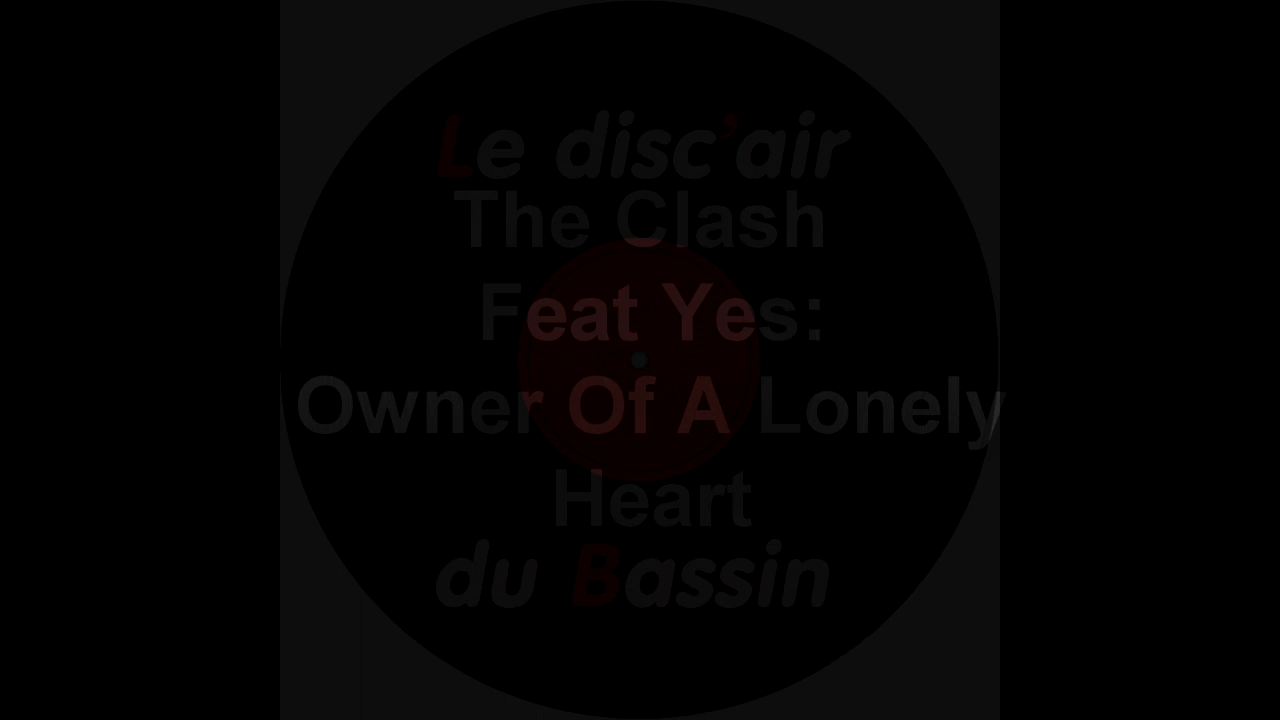 Le disc'air
The Clash
Feat Yes:
Owner Of A Lonely
Heart
du Bassin